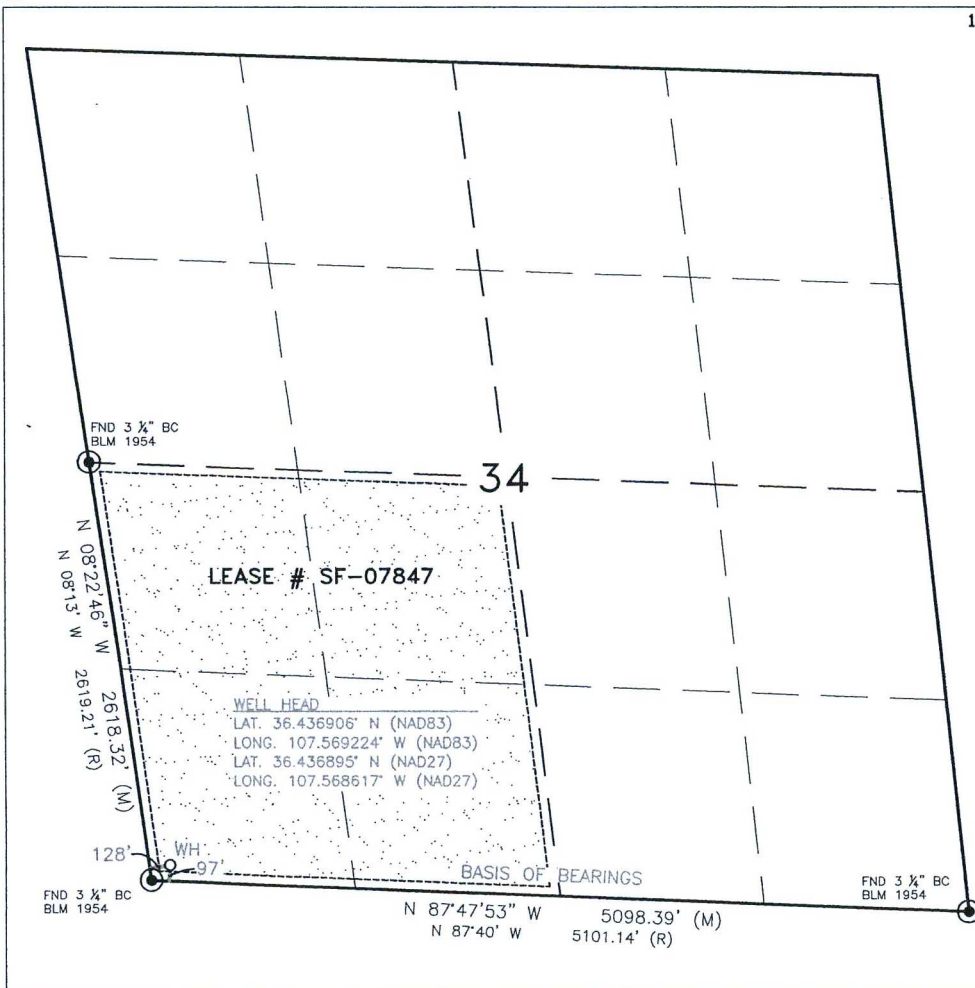 1
FND 3 ¼" BC
BLM 1954
34
LEASE # SF-07847
N 08°22'46" W 2618.32' (M)
N 08°13' W 2619.21' (R)
WELL HEAD
LAT. 36.436906° N (NAD83)
LONG. 107.569224° W (NAD83)
LAT. 36.436895° N (NAD27)
LONG. 107.568617° W (NAD27)
128'
WH
97'
BASIS OF BEARINGS
FND 3 ¼" BC
BLM 1954
FND 3 ¼" BC
BLM 1954
N 87°47'53" W 5098.39' (M)
N 87°40' W 5101.14' (R)